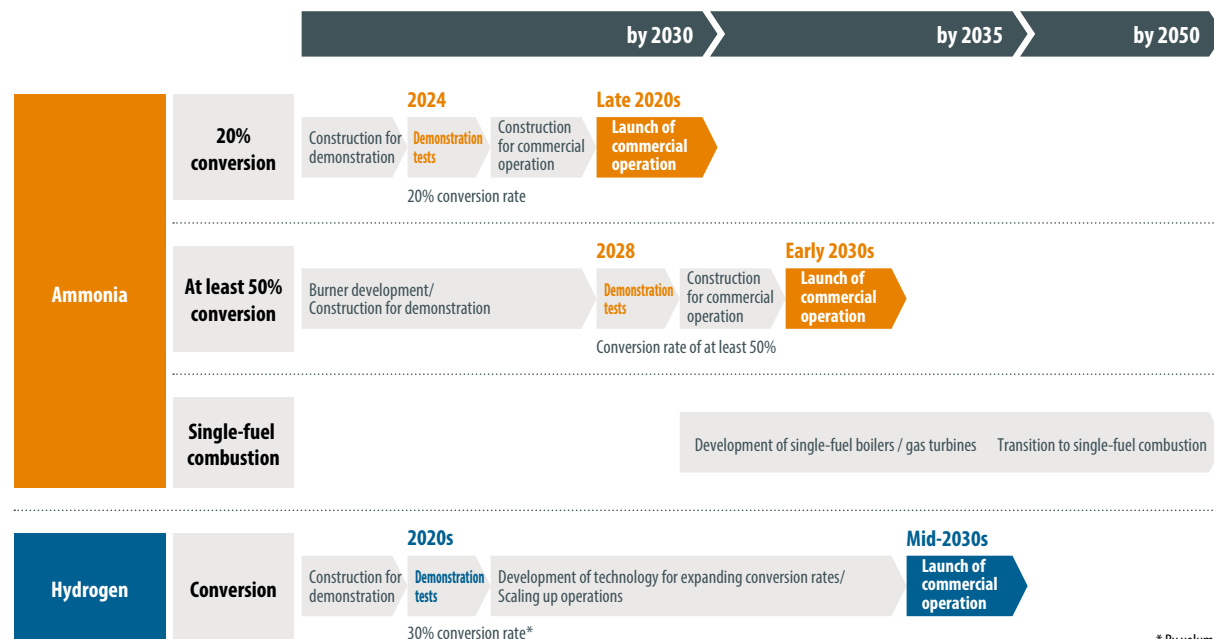 by 2030
by 2035
by 2050
Ammonia
20%
conversion
2024
Late 2020s
Construction for
demonstration
Demonstration
tests
Construction
for commercial
operation
Launch of
commercial
operation
20% conversion rate
At least 50%
conversion
2028
Early 2030s
Burner development/
Construction for demonstration
Demonstration
tests
Construction
for commercial
operation
Launch of
commercial
operation
Conversion rate of at least 50%
Single-fuel
combustion
Development of single-fuel boilers / gas turbines
Transition to single-fuel combustion
Hydrogen
Conversion
2020s
Mid-2030s
Construction for
demonstration
Demonstration
tests
Development of technology for expanding conversion rates/
Scaling up operations
Launch of
commercial
operation
30% conversion rate*
* By